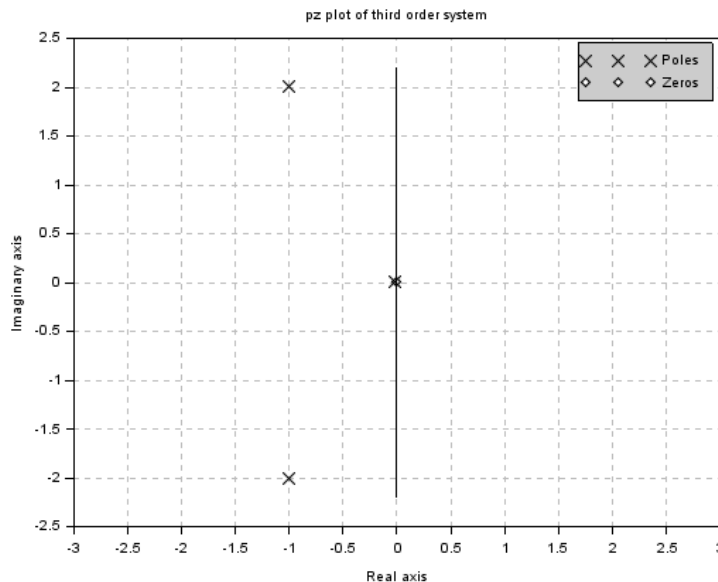 pz plot of third order system
2.5
2
1.5
1
0.5
0
-0.5
-1
-1.5
-2
-2.5
Imaginary axis
Poles
Zeros
-3 -2.5 -2 -1.5 -1 -0.5 0 0.5 1 1.5 2 2.5 3
Real axis